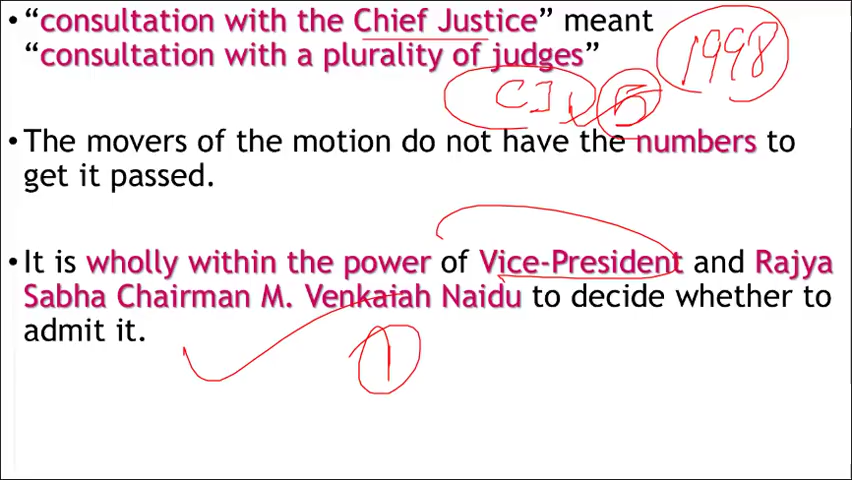 • “consultation with the Chief Justice” meant
“consultation with a plurality of judges”
1998
CJI
5
• The movers of the motion do not have the numbers to
get it passed.
• It is wholly within the power of Vice-President and Rajya
Sabha Chairman M. Venkaiah Naidu to decide whether to
admit it.
1